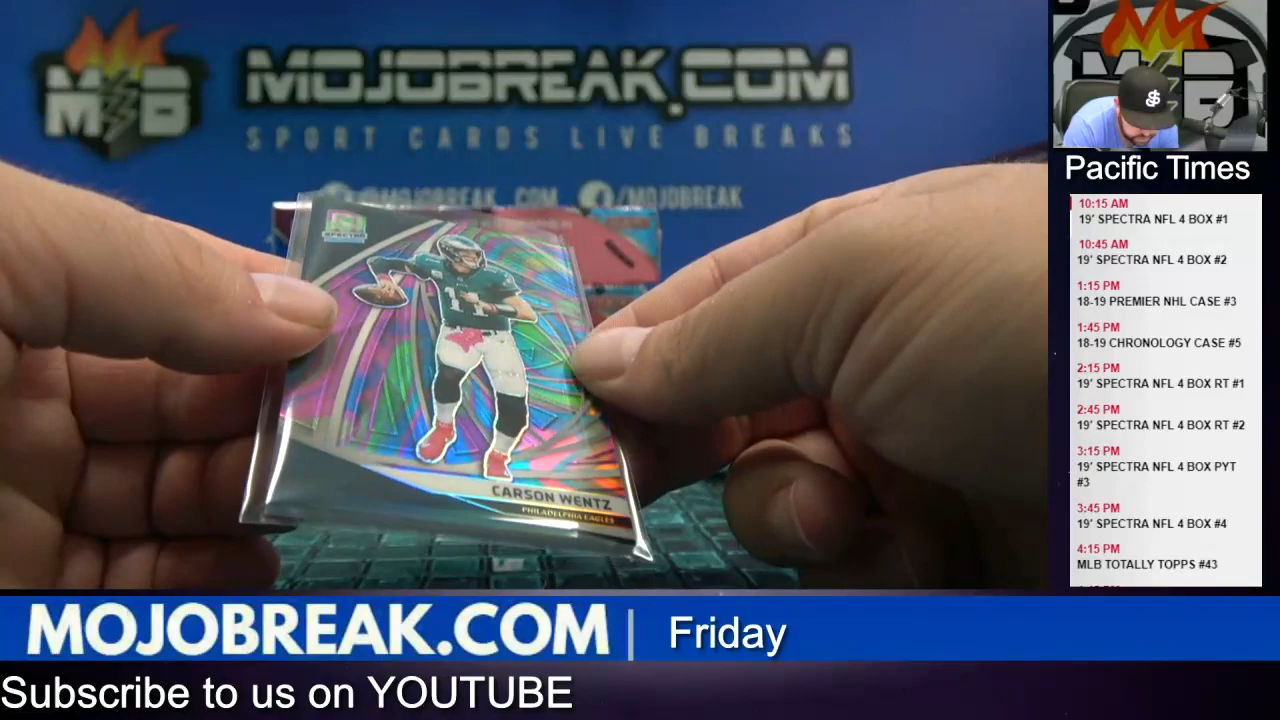 MOJOBREAK.COM
SPORT CARDS LIVE BREAKS
M B
@MOJOBREAK_COM
/MOJOBREAK
SPECTRA
11
CARSON WENTZ
PHILADELPHIA EAGLES
Pacific Times
10:15 AM
19' SPECTRA NFL 4 BOX #1
10:45 AM
19' SPECTRA NFL 4 BOX #2
1:15 PM
18-19 PREMIER NHL CASE #3
1:45 PM
18-19 CHRONOLOGY CASE #5
2:15 PM
19' SPECTRA NFL 4 BOX RT #1
2:45 PM
19' SPECTRA NFL 4 BOX RT #2
3:15 PM
19' SPECTRA NFL 4 BOX PYT
#3
3:45 PM
19' SPECTRA NFL 4 BOX #4
4:15 PM
MLB TOTALLY TOPPS #43
MOJOBREAK.COM | Friday
Subscribe to us on YOUTUBE